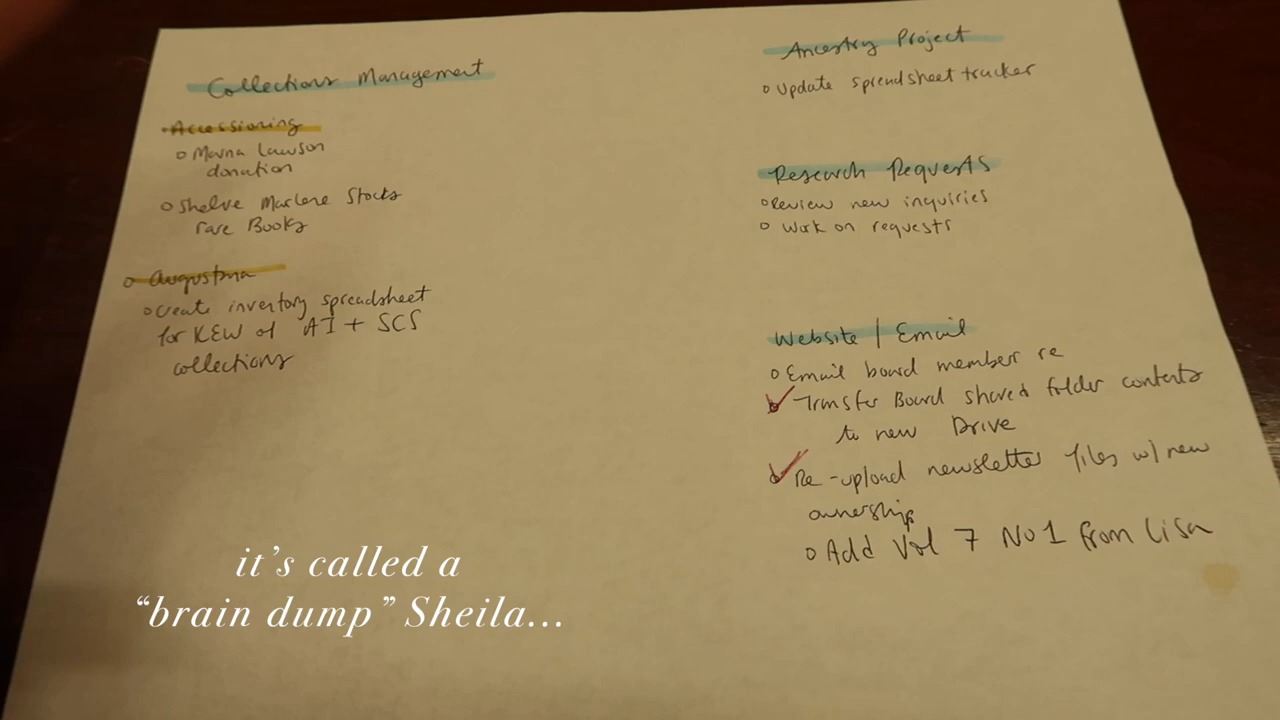 Collections Management
Accessioning
Marna Lawson
donation
Shelve Marlene Stocks
rare Books
Augustana
Create inventory spreadsheet
for KEW of AI + SCS
collections
Ancestry Project
Update spreadsheet tracker
Research Requests
Review new inquiries
Work on requests
Website / Email
Email board member re
Transfer Board shared folder contents
to new Drive
Re-upload newsletter files w/ new
ownership
Add Vol 7 No 1 from Lisa
it's called a
“brain dump” Sheila...